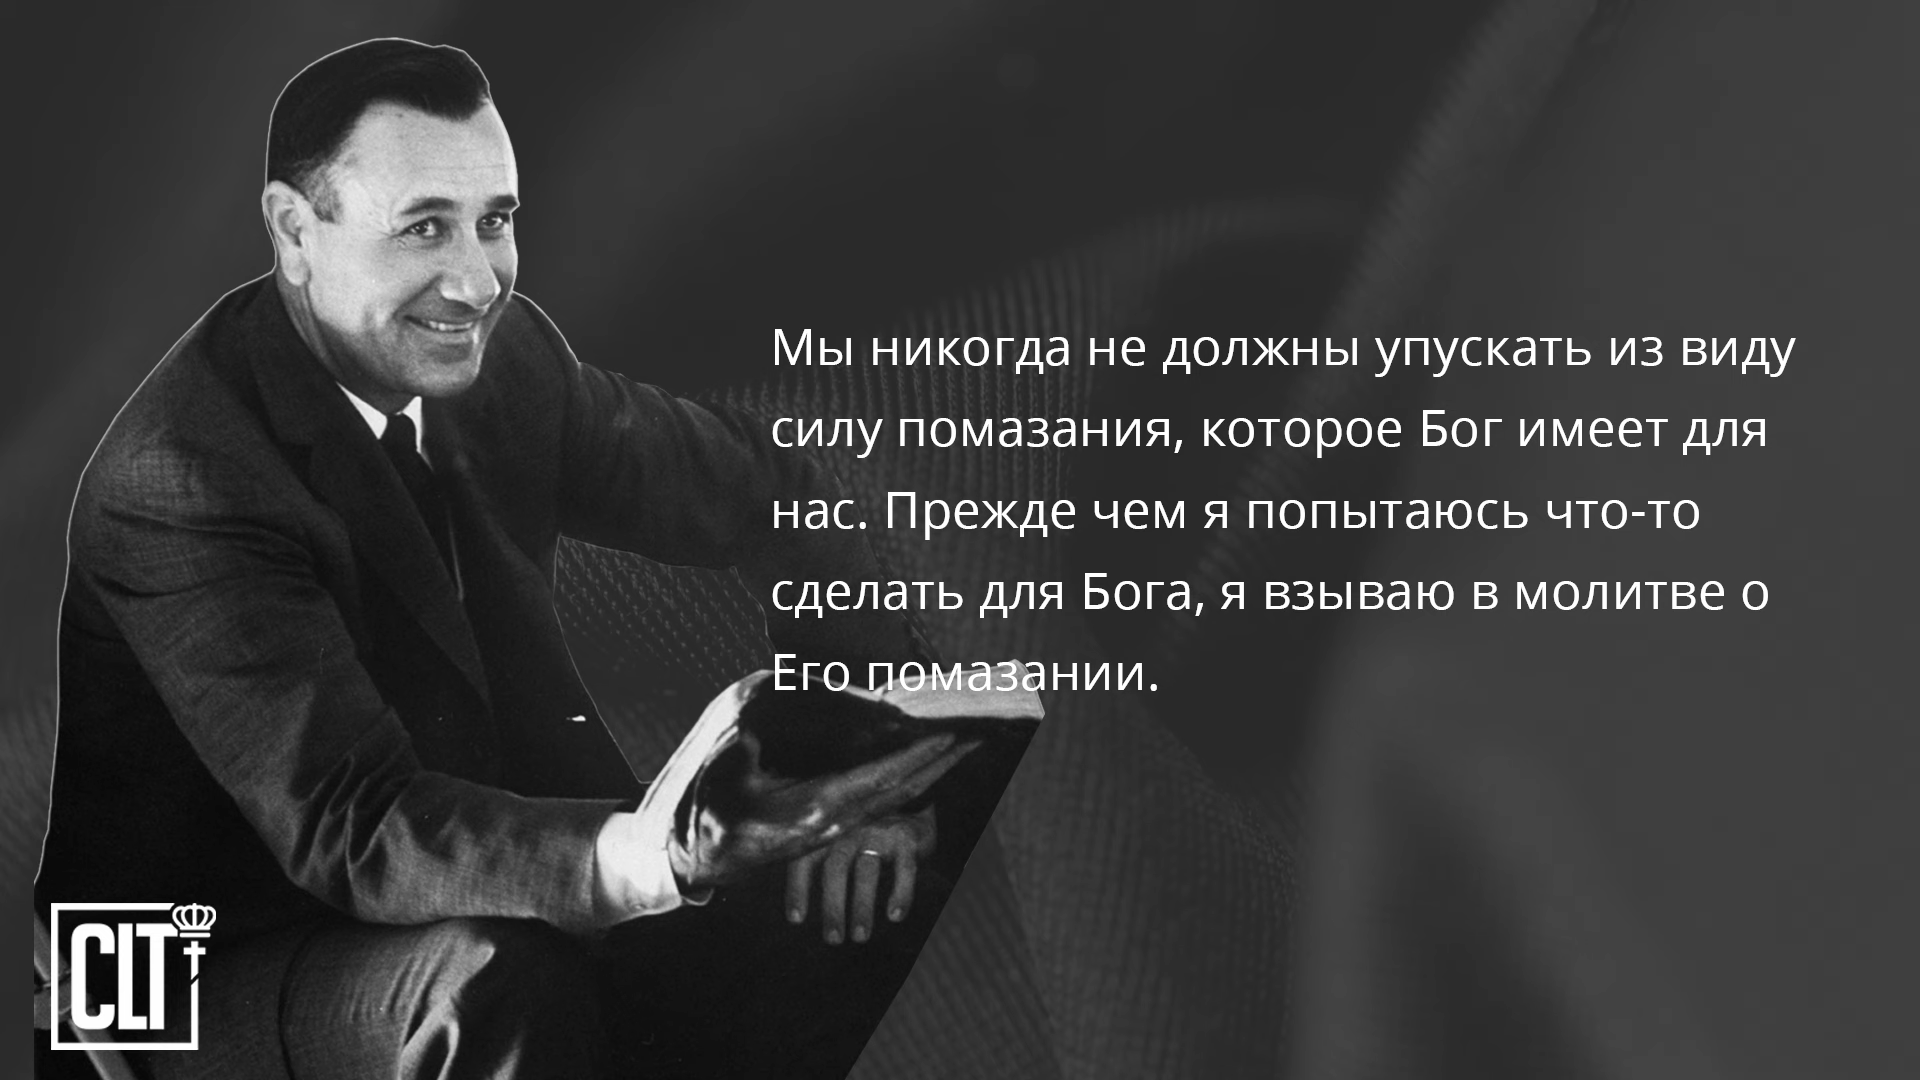 Мы никогда не должны упускать из виду
силу помазания, которое Бог имеет для
нас. Прежде чем я попытаюсь что-то
сделать для Бога, я взываю в молитве о
Его помазании.
CLT